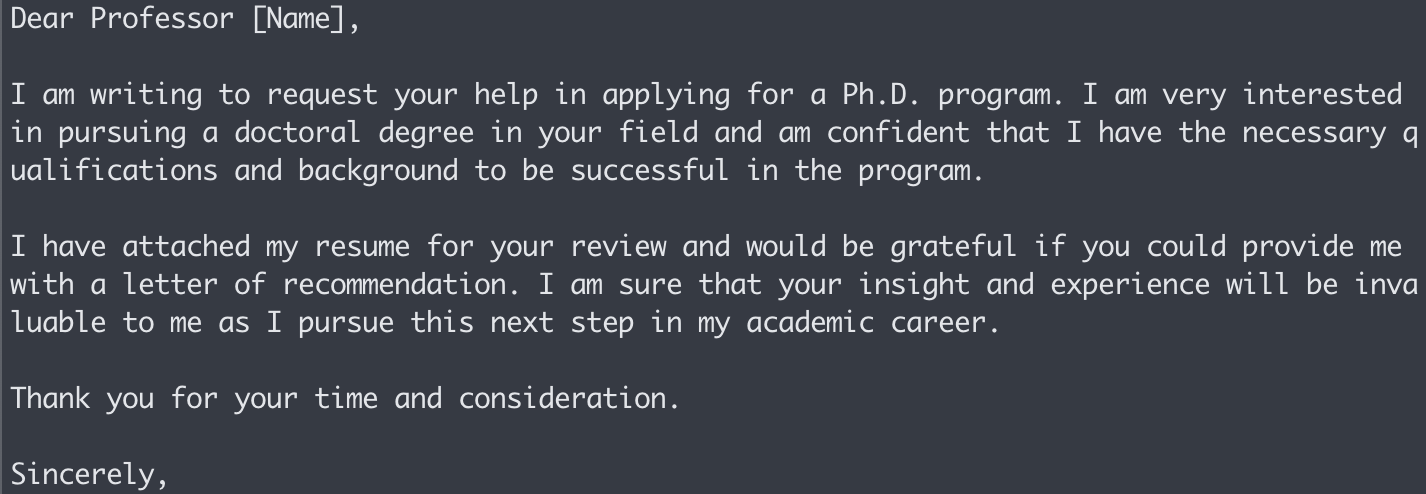 Dear Professor [Name],
I am writing to request your help in applying for a Ph.D. program. I am very interested
in pursuing a doctoral degree in your field and am confident that I have the necessary q
ualifications and background to be successful in the program.
I have attached my resume for your review and would be grateful if you could provide me
with a letter of recommendation. I am sure that your insight and experience will be inva
luable to me as I pursue this next step in my academic career.
Thank you for your time and consideration.
Sincerely,